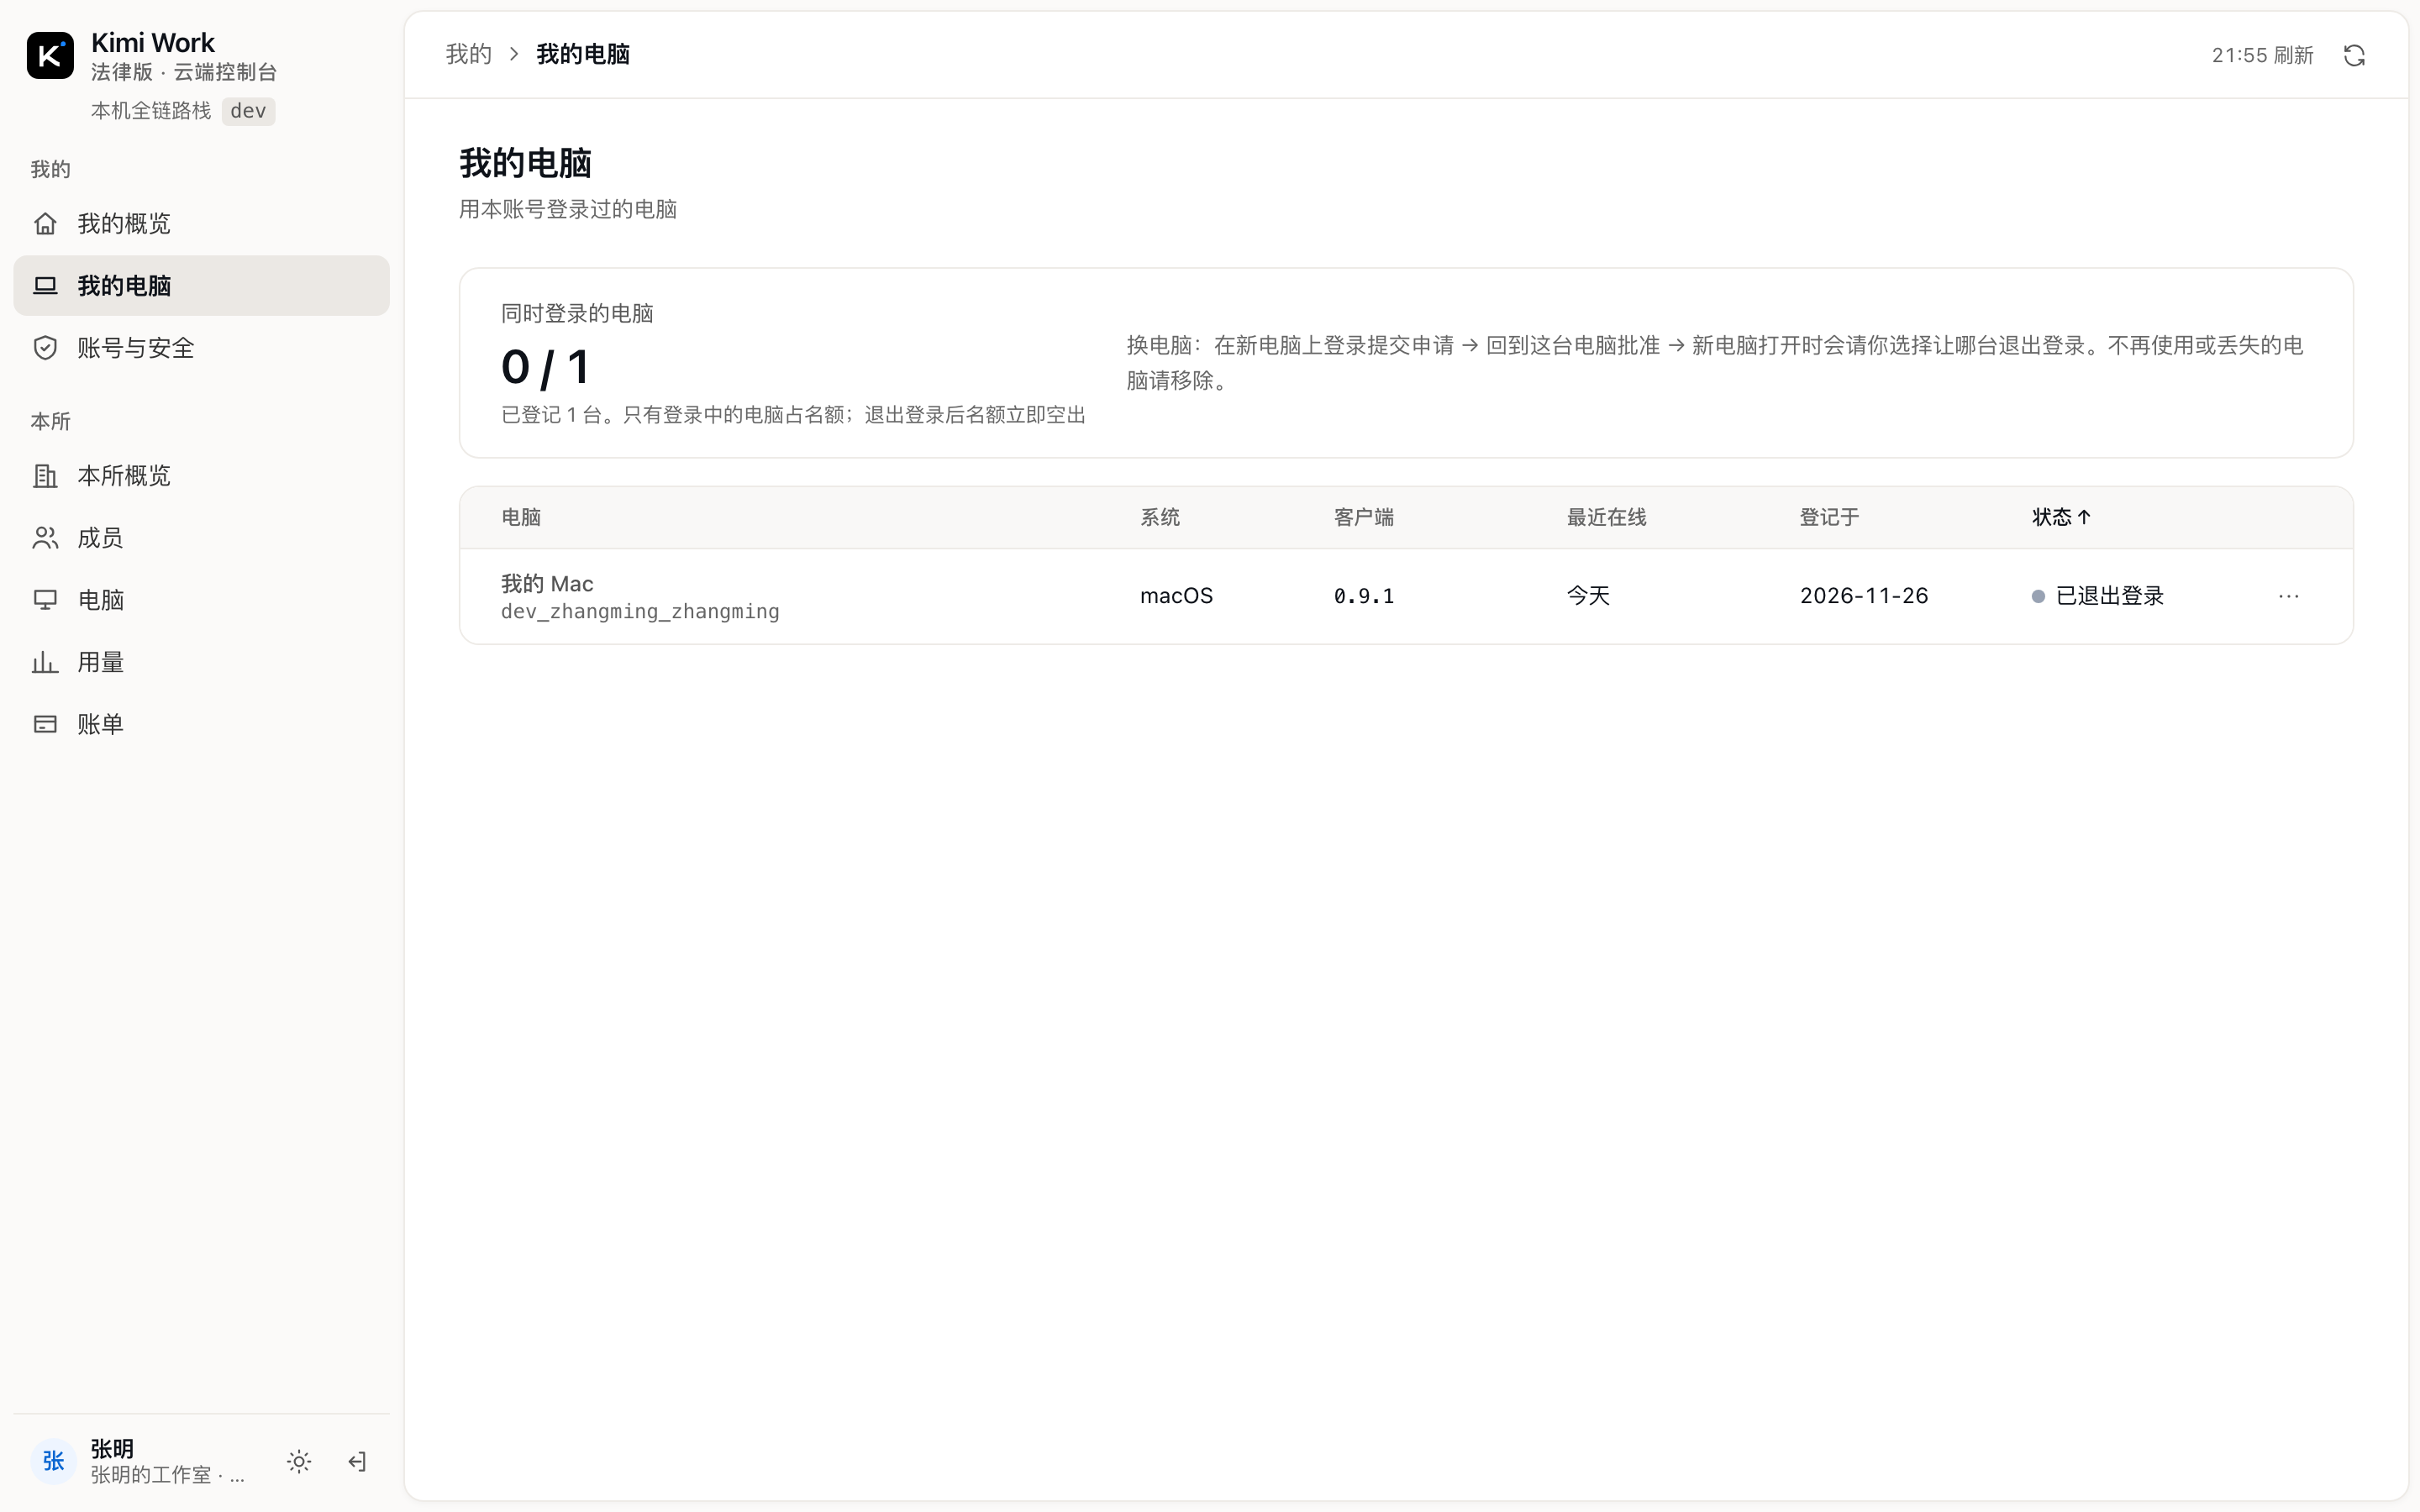 Kimi Work
法律版 · 云端控制台
本机全链路栈 dev
我的
我的概览
我的电脑
账号与安全
本所
本所概览
成员
电脑
用量
账单
张
张明
张明的工作室 · ...
我的 > 我的电脑
21:55 刷新
我的电脑
用本账号登录过的电脑
同时登录的电脑
0 / 1
已登记 1 台。只有登录中的电脑占名额；退出登录后名额立即空出
换电脑：在新电脑上登录提交申请 → 回到这台电脑批准 → 新电脑打开时会请你选择让哪台退出登录。不再使用或丢失的电
脑请移除。
电脑 系统 客户端 最近在线 登记于 状态 ↑
我的 Mac
dev_zhangming_zhangming
macOS 0.9.1 今天 2026-11-26 已退出登录 ...